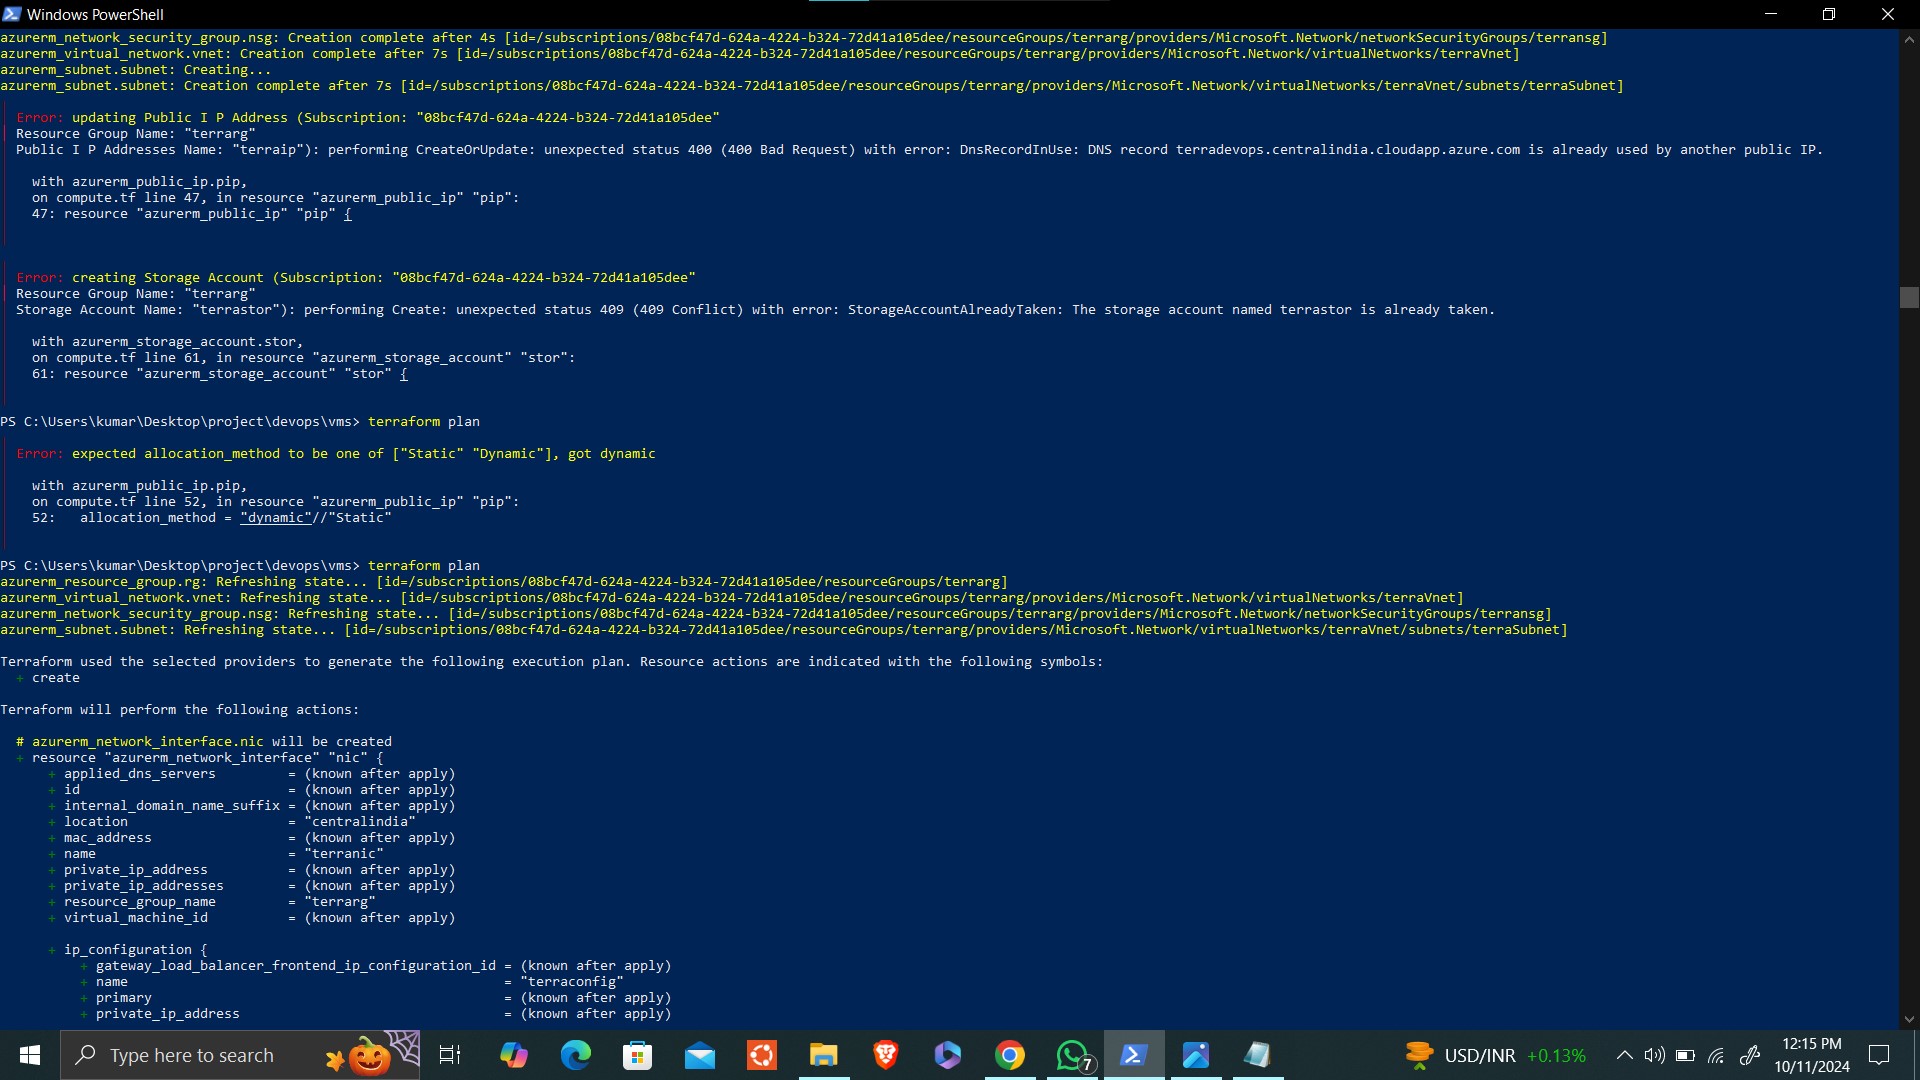 Windows PowerShell
azurerm_network_security_group.nsg: Creation complete after 4s [id=/subscriptions/08bcf47d-624a-4224-b324-72d41a105dee/resourceGroups/terrarg/providers/Microsoft.Network/networkSecurityGroups/terransg]
azurerm_virtual_network.vnet: Creation complete after 7s [id=/subscriptions/08bcf47d-624a-4224-b324-72d41a105dee/resourceGroups/terrarg/providers/Microsoft.Network/virtualNetworks/terraVnet]
azurerm_subnet.subnet: Creating...
azurerm_subnet.subnet: Creation complete after 7s [id=/subscriptions/08bcf47d-624a-4224-b324-72d41a105dee/resourceGroups/terrarg/providers/Microsoft.Network/virtualNetworks/terraVnet/subnets/terraSubnet]
Error: updating Public I P Address (Subscription: "08bcf47d-624a-4224-b324-72d41a105dee"
Resource Group Name: "terrarg"
Public I P Addresses Name: "terraip"): performing CreateOrUpdate: unexpected status 400 (400 Bad Request) with error: DnsRecordInUse: DNS record terradevops.centralindia.cloudapp.azure.com is already used by another public IP.
with azurerm_public_ip.pip,
on compute.tf line 47, in resource "azurerm_public_ip" "pip":
47: resource "azurerm_public_ip" "pip" {
Error: creating Storage Account (Subscription: "08bcf47d-624a-4224-b324-72d41a105dee"
Resource Group Name: "terrarg"
Storage Account Name: "terrastor"): performing Create: unexpected status 409 (409 Conflict) with error: StorageAccountAlreadyTaken: The storage account named terrastor is already taken.
with azurerm_storage_account.stor,
on compute.tf line 61, in resource "azurerm_storage_account" "stor":
61: resource "azurerm_storage_account" "stor" {
PS C:\Users\kumar\Desktop\project\devops\vms> terraform plan
Error: expected allocation_method to be one of ["Static" "Dynamic"], got dynamic
with azurerm_public_ip.pip,
on compute.tf line 52, in resource "azurerm_public_ip" "pip":
52:   allocation_method = "dynamic"//"Static"
PS C:\Users\kumar\Desktop\project\devops\vms> terraform plan
azurerm_resource_group.rg: Refreshing state... [id=/subscriptions/08bcf47d-624a-4224-b324-72d41a105dee/resourceGroups/terrarg]
azurerm_virtual_network.vnet: Refreshing state... [id=/subscriptions/08bcf47d-624a-4224-b324-72d41a105dee/resourceGroups/terrarg/providers/Microsoft.Network/virtualNetworks/terraVnet]
azurerm_network_security_group.nsg: Refreshing state... [id=/subscriptions/08bcf47d-624a-4224-b324-72d41a105dee/resourceGroups/terrarg/providers/Microsoft.Network/networkSecurityGroups/terransg]
azurerm_subnet.subnet: Refreshing state... [id=/subscriptions/08bcf47d-624a-4224-b324-72d41a105dee/resourceGroups/terrarg/providers/Microsoft.Network/virtualNetworks/terraVnet/subnets/terraSubnet]
Terraform used the selected providers to generate the following execution plan. Resource actions are indicated with the following symbols:
+ create
Terraform will perform the following actions:
# azurerm_network_interface.nic will be created
+ resource "azurerm_network_interface" "nic" {
+ applied_dns_servers         = (known after apply)
+ id                          = (known after apply)
+ internal_domain_name_suffix = (known after apply)
+ location                    = "centralindia"
+ mac_address                 = (known after apply)
+ name                        = "terranic"
+ private_ip_address          = (known after apply)
+ private_ip_addresses        = (known after apply)
+ resource_group_name         = "terrarg"
+ virtual_machine_id          = (known after apply)
+ ip_configuration {
+ gateway_load_balancer_frontend_ip_configuration_id = (known after apply)
+ name                                               = "terraconfig"
+ primary                                            = (known after apply)
+ private_ip_address                                 = (known after apply)
Type here to search
7
USD/INR +0.13%
12:15 PM
10/11/2024